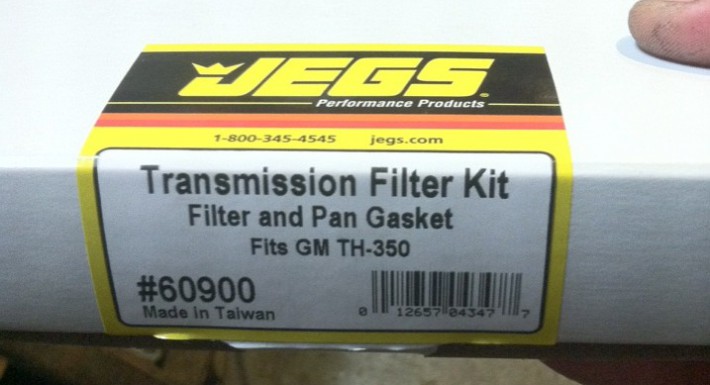 JEGS
Performance Products
1-800-345-4545 jegs.com
Transmission Filter Kit
Filter and Pan Gasket
Fits GM TH-350
#60900
Made in Taiwan
0 12657 04347 7